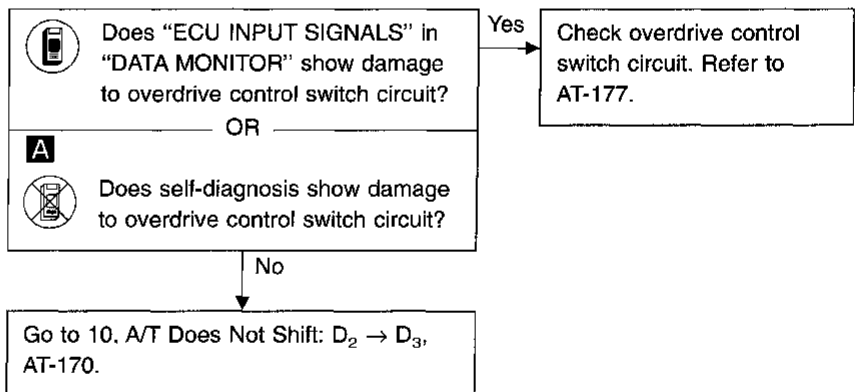 Does “ECU INPUT SIGNALS” in
“DATA MONITOR” show damage
to overdrive control switch circuit?
OR
A
Does self-diagnosis show damage
to overdrive control switch circuit?
Yes
Check overdrive control
switch circuit. Refer to
AT-177.
No
Go to 10, A/T Does Not Shift: D₂ → D₃,
AT-170.